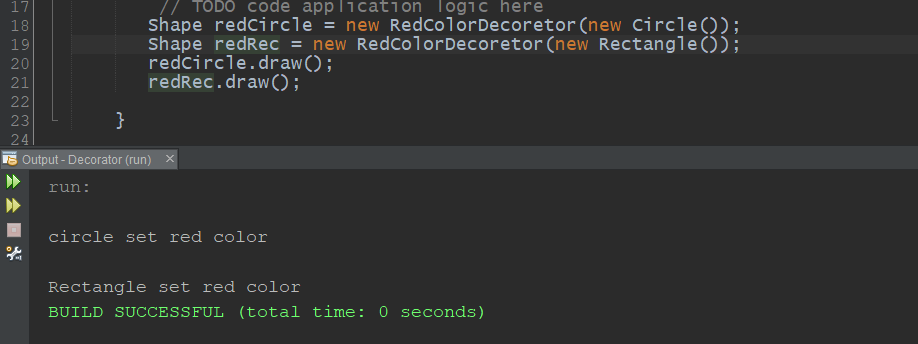 17 // TODO code application logic here
18 Shape redCircle = new RedColorDecoretor(new Circle());
19 Shape redRec = new RedColorDecoretor(new Rectangle());
20 redCircle.draw();
21 redRec.draw();
22
23 }
24
Output - Decorator (run) ×
run:
circle set red color
Rectangle set red color
BUILD SUCCESSFUL (total time: 0 seconds)